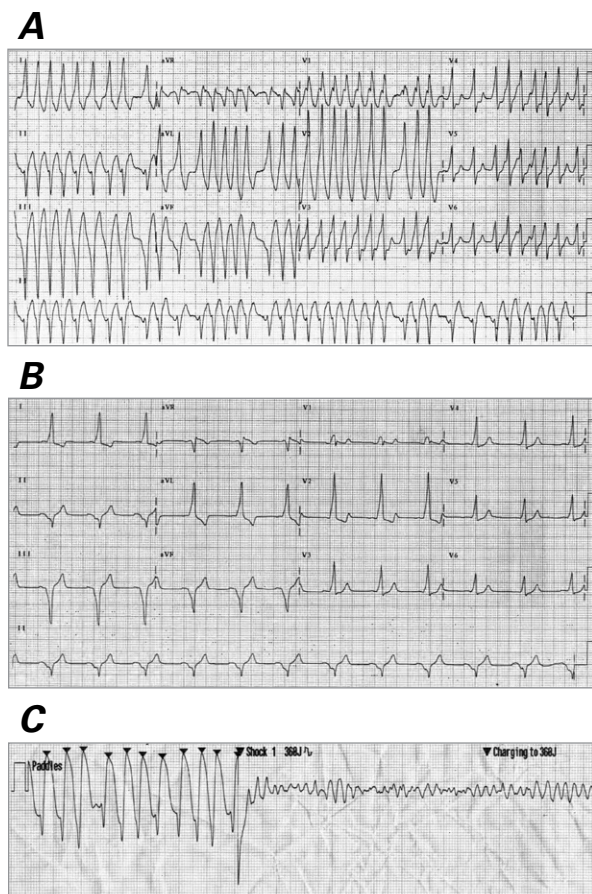 A
I aVR V1 V4
II aVL V2 V5
III aVF V3 V6
II
B
I aVR V1 V4
II aVL V2 V5
III aVF V3 V6
II
C
Shock 1 360J Charging to 360J
Paddles